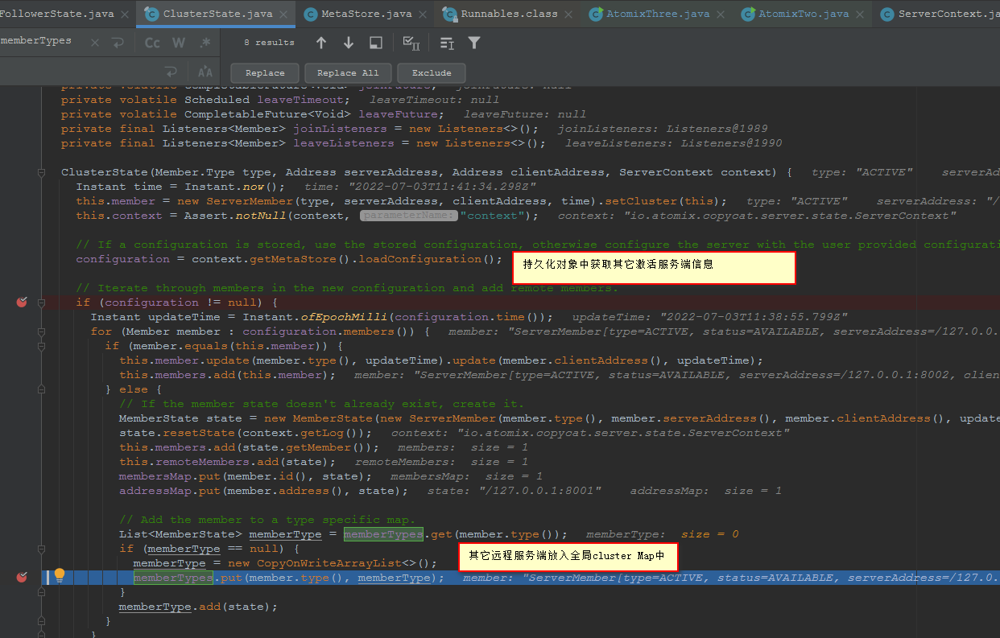 FollowerState.java ClusterState.java MetaStore.java Runnables.class AtomixThree.java AtomixTwo.java ServerContext.ja
memberTypes Cc W .* 8 results
Replace Replace All Exclude
private volatile CompletableFuture<Void> joinFuture; joinFuture: null
private volatile Scheduled leaveTimeout; leaveTimeout: null
private volatile CompletableFuture<Void> leaveFuture; leaveFuture: null
private final Listeners<Member> joinListeners = new Listeners<>(); joinListeners: Listeners@1989
private final Listeners<Member> leaveListeners = new Listeners<>(); leaveListeners: Listeners@1990
ClusterState(Member.Type type, Address serverAddress, Address clientAddress, ServerContext context) { type: "ACTIVE" serverAd
Instant time = Instant.now(); time: "2022-07-03T11:41:34.298Z"
this.member = new ServerMember(type, serverAddress, clientAddress, time).setCluster(this); type: "ACTIVE" serverAddress: "/
this.context = Assert.notNull(context, parameterName: "context"); context: "io.atomix.copycat.server.state.ServerContext"
// If a configuration is stored, use the stored configuration, otherwise configure the server with the user provided configurati
configuration = context.getMetaStore().loadConfiguration();
持久化对象中获取其它激活服务端信息
// Iterate through members in the new configuration and add remote members.
if (configuration != null) {
Instant updateTime = Instant.ofEpochMilli(configuration.time()); updateTime: "2022-07-03T11:38:55.799Z"
for (Member member : configuration.members()) { member: "ServerMember[type=ACTIVE, status=AVAILABLE, serverAddress=/127.0.0.
if (member.equals(this.member)) {
this.member.update(member.type(), updateTime).update(member.clientAddress(), updateTime);
this.members.add(this.member); member: "ServerMember[type=ACTIVE, status=AVAILABLE, serverAddress=/127.0.0.1:8002, clien
} else {
// If the member state doesn't already exist, create it.
MemberState state = new MemberState(new ServerMember(member.type(), member.serverAddress(), member.clientAddress(), update
state.resetState(context.getLog()); context: "io.atomix.copycat.server.state.ServerContext"
this.members.add(state.getMember()); members: size = 1
this.remoteMembers.add(state); remoteMembers: size = 1
membersMap.put(member.id(), state); membersMap: size = 1
addressMap.put(member.address(), state); state: "/127.0.0.1:8001" addressMap: size = 1
// Add the member to a type specific map.
List<MemberState> memberType = memberTypes.get(member.type()); memberType: size = 0
if (memberType == null) {
其它远程服务端放入全局cluster Map中
memberType = new CopyOnWriteArrayList<>();
memberTypes.put(member.type(), memberType); member: "ServerMember[type=ACTIVE, status=AVAILABLE, serverAddress=/127.0.
}
memberType.add(state);
}
}